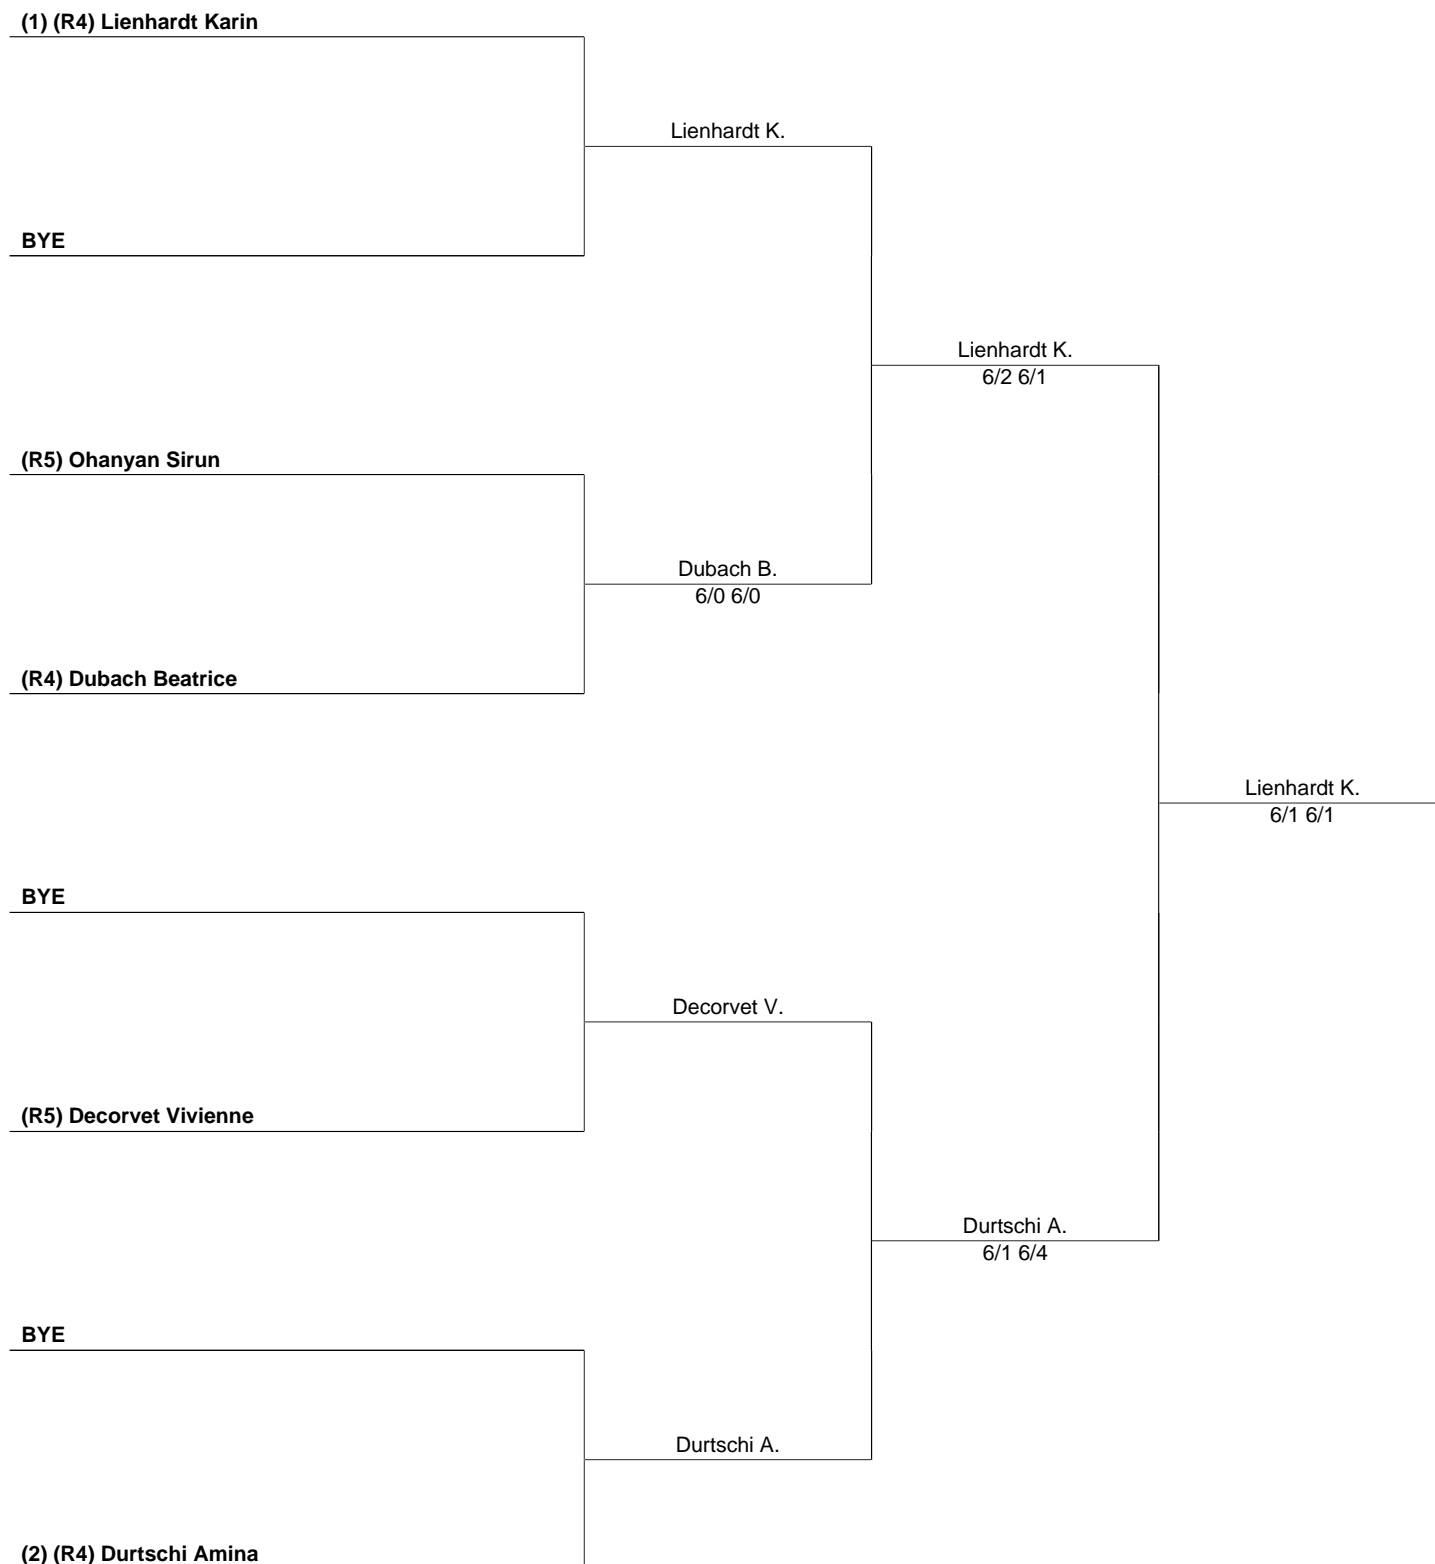 (1) (R4) Lienhardt Karin
Lienhardt K.
BYE
Lienhardt K.
6/2 6/1
(R5) Ohanyan Sirun
Dubach B.
6/0 6/0
(R4) Dubach Beatrice
Lienhardt K.
6/1 6/1
BYE
Decorvet V.
(R5) Decorvet Vivienne
Durtschi A.
6/1 6/4
BYE
Durtschi A.
(2) (R4) Durtschi Amina